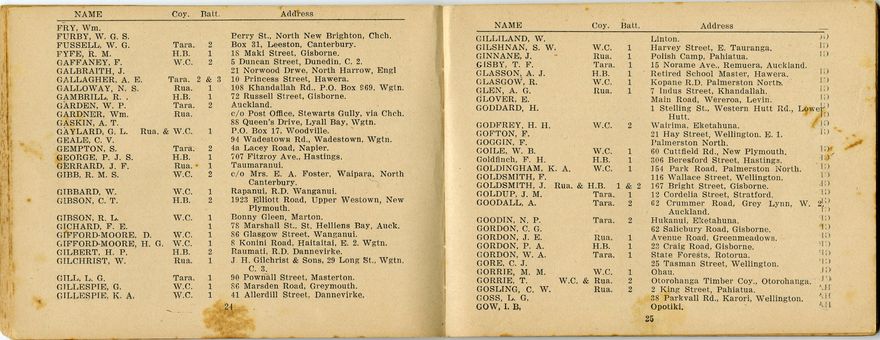 NAME Coy. Batt. Address
FRY, Wm.
FURBY, W. G. S. Perry St., North New Brighton, Chch.
FUSSELL, W. G. Tara. 2 Box 31, Leeston, Canterbury.
FYFE, R. M. H.B. 1 18 Maki Street, Gisborne.
GAFFANEY, F. W.C. 2 5 Duncan Street, Dunedin, C. 2.
GALBRAITH, J. 21 Norwood Drwe, North Harrow, Engl
GALLAGHER, A. E. Tara. 2 & 3 10 Princess Street, Hawera.
GALLOWAY, N. S. Rua. 1 108 Khandallah Rd.. P.O. Box 969, Wgtn.
GAMBRILL, R. . H.B. 1 72 Russell Street, Gisborne.
GARDEN, W. P. Tara. 2 Auckland.
GARDNER, Wm. Rua. c/o Post Office, Stewarts Gully, via Chch.
GASKIN, A. T. 88 Queen's Drive, Lyall Bay, Wgtn.
GAYLARD, G. L. Rua. & W.C. 1 P.O. Box 17, Woodville.
GEALE, C. V. 94 Wadestown Rd., Wadestown, Wgtn.
GEMPTON, S. Tara. 2 4a Lacey Road, Napier.
GEORGE, P. J. S. H.B. 1 707 Fitzroy Ave., Hastings.
GERRARD, J. F. Rua. 1 Taumaranui.
GIBB, R. M. S. W.C. 2 c/o Mrs. E. A. Foster, Waipara, North
Canterbury.
GIBBARD, W. W.C. 1 Rapanui, R.D. Wanganui.
GIBSON, C. T. H.B. 2 1923 Elliott Road, Upper Westown, New
Plymouth.
GIBSON, R. L. W.C. 2 Bonny Gleen, Marton.
GICHARD, F. E. 1 78 Marshall St., St. Helliens Bay, Auck.
GIFFORD-MOORE, D. W.C. 1 86 Glasgow Street. Wanganui.
GIFFORD-MOORE, H. G. W.C. 1 8 Konini Road, Haitaitai, E. 2. Wgtn.
GILBERT, H. P. H.B. 2 Raumati, R.D. Dannevirke.
GILCHRIST, W. Rua. 1 J. H. Gilchrist & Sons, 29 Long St., Wgtn.
C. 3.
GILL, L. G. Tara. 2 90 Pownall Street, Masterton.
GILLESPIE, G. W.C. 1 86 Marsden Road, Greymouth.
GILLESPIE, K. A. W.C. 1 41 Allerdill Street, Dannevirke.
24
NAME Coy. Batt. Address
GILLILAND, W. Linton.
GILSHNAN, S. W. W.C. 1 Harvey Street, E. Tauranga.
GINNANE, J. Rua. 1 Polish Camp, Pahiatua.
GISBY, T. F. Tara. 1 15 Norame Ave., Remuera, Auckland.
GLASSON, A. J. H.B. 1 Retired School Master, Hawera.
GLASGOW, R. W.C. 1 Kopane R.D. Palmerston North.
GLEN, A. G. Rua. 1 7 Indus Street, Khandallah.
GLOVER, E. Main Road, Wereroa, Levin.
GODDARD, H. 1 Stelling St., Western Hutt Rd., Lower
Hutt.
GODFREY, H. H. W.C. 2 Wairima, Eketahuna.
GOFTON, F. 21 Hay Street, Wellington. E. I.
GOGGIN, F. Palmerston North.
GOILE, W. B. W.C. 1 60 Cuttfield Rd., New Plymouth,
Goldfinch, F. H. H.B. 1 306 Beresford Street, Hastings.
GOLDINGHAM, K. A. W.C. 1 154 Park Road, Palmerston North.
GOLDSMITH, F. 116 Wallace Street, Wellington.
GOLDSMITH, J. Rua. & H.B. 1 & 2 167 Bright Street, Gisborne.
GOLDUP, J. M. Tara. 1 12 Cordelia Street, Stratford.
GOODALL, A. Tara. 2 62 Crummer Road, Grey Lynn, W. 2,
Auckland.
GOODIN, N. P. Tara. 2 Hukanui, Eketahuna.
GORDON, C. G. 62 Salicbury Road, Gisborne.
GORDON, J. E. Rua. 1 Avenue Road, Greenmeadows.
GORDON, P. A. H.B. 1 23 Craig Road, Gisborne.
GORDON, W. A. Tara. 1 State Forests, Rotorua.
GORE, C. J. 25 Tasman Street, Wellington.
GORRIE, M. M. W.C. 1 Ohau.
GORRIE, T. W.C. & Rua. 2 Otorohanga Timber Coy., Otorohanga.
GOSLING, C. W. Rua. 2 2 King Street, Pahiatua.
GOSS, L. G. 38 Parkvall Rd., Karori, Wellington.
GOW, I. B, Opotiki.
25